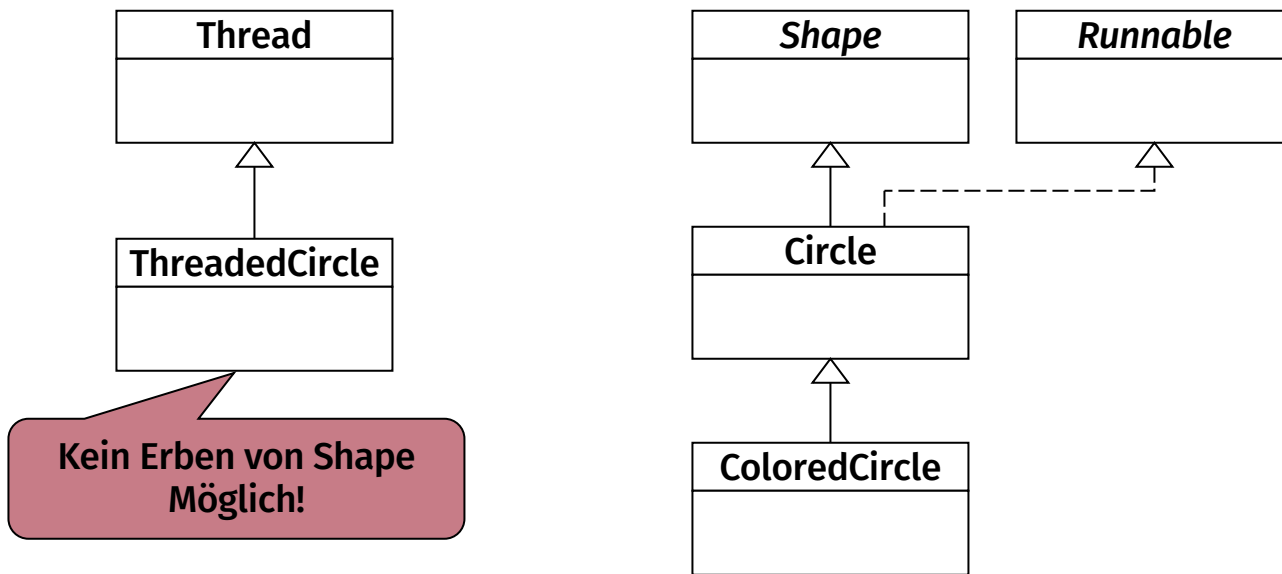 Thread
Shape
Runnable
ThreadedCircle
Circle
Kein Erben von Shape
Möglich!
ColoredCircle